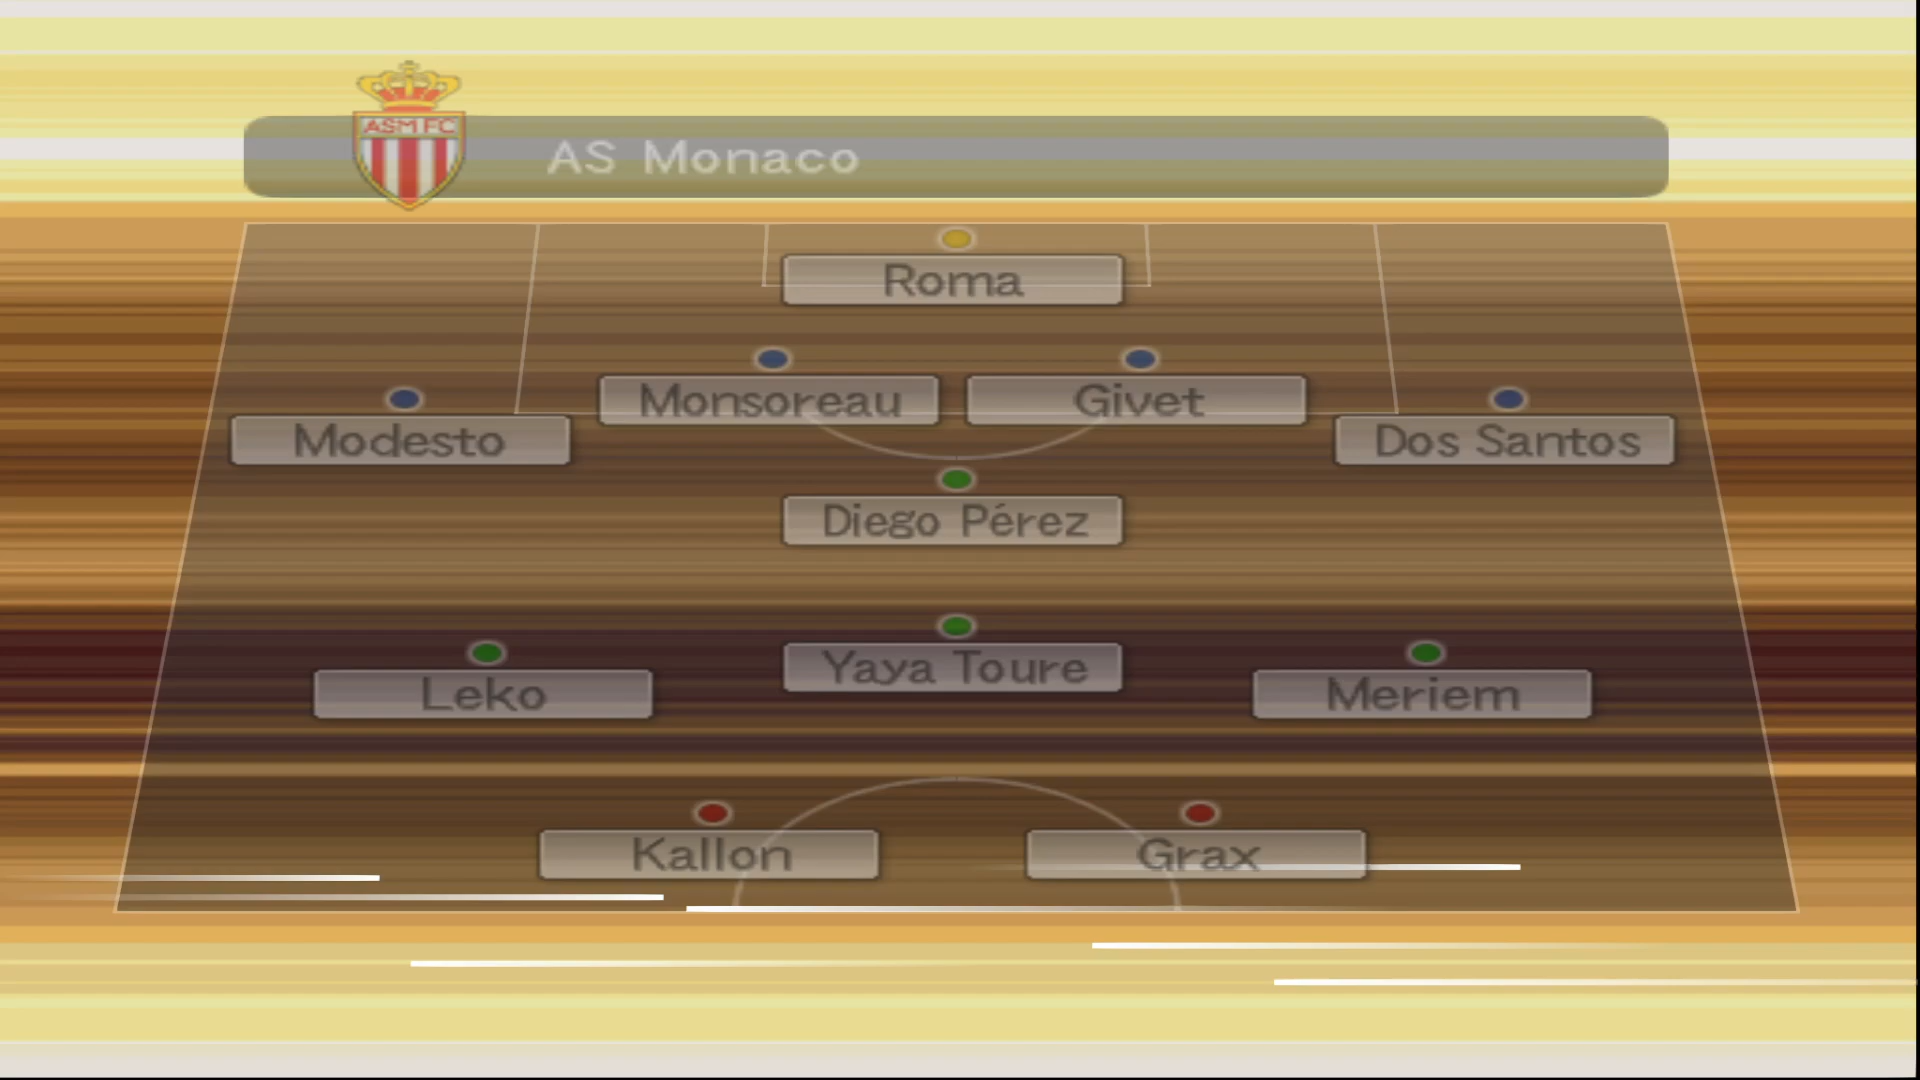 ASM FC
AS Monaco
Roma
Monsoreau
Givet
Modesto
Dos Santos
Diego Pérez
Yaya Toure
Leko
Meriem
Kallon
Grax